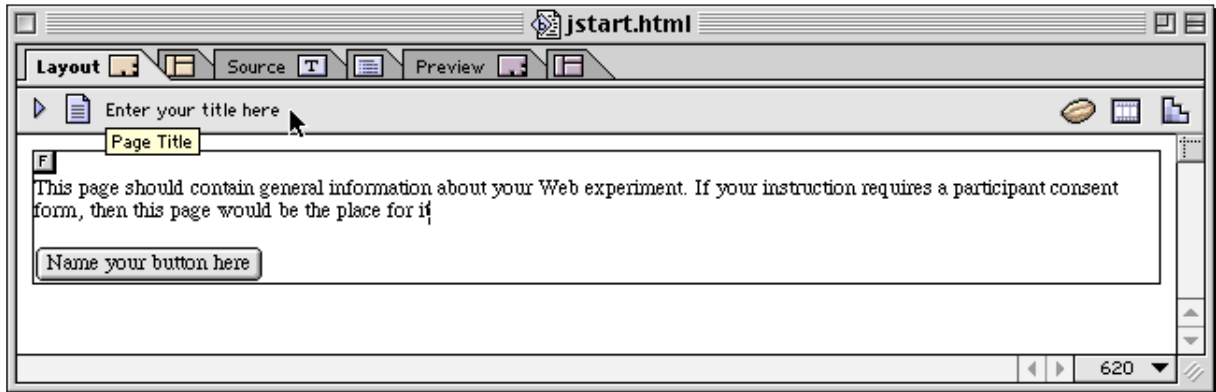 jstart.html
Layout Source T Preview
Enter your title here
Page Title
F
This page should contain general information about your Web experiment. If your instruction requires a participant consent
form, then this page would be the place for it
Name your button here
620